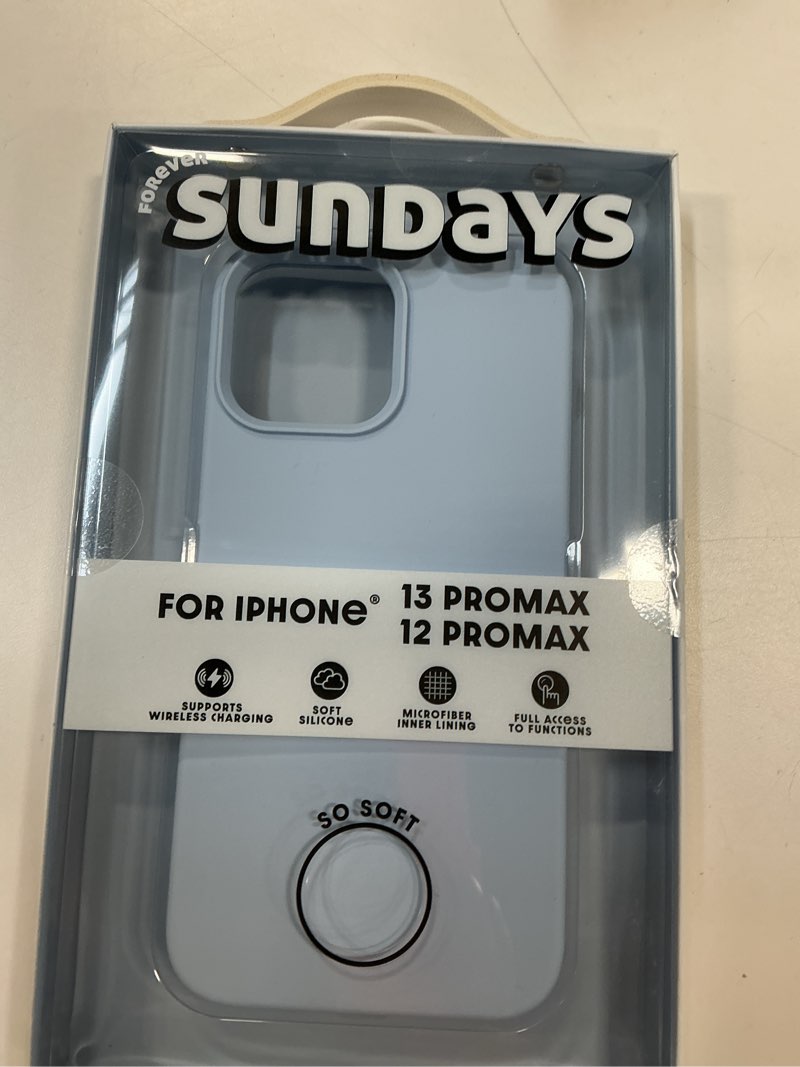 FOREVER
SUNDAYS
FOR IPHONE® 13 PROMAX
12 PROMAX
SUPPORTS
WIRELESS CHARGING
SOFT
SILICONE
MICROFIBER
INNER LINING
FULL ACCESS
TO FUNCTIONS
SO SOFT